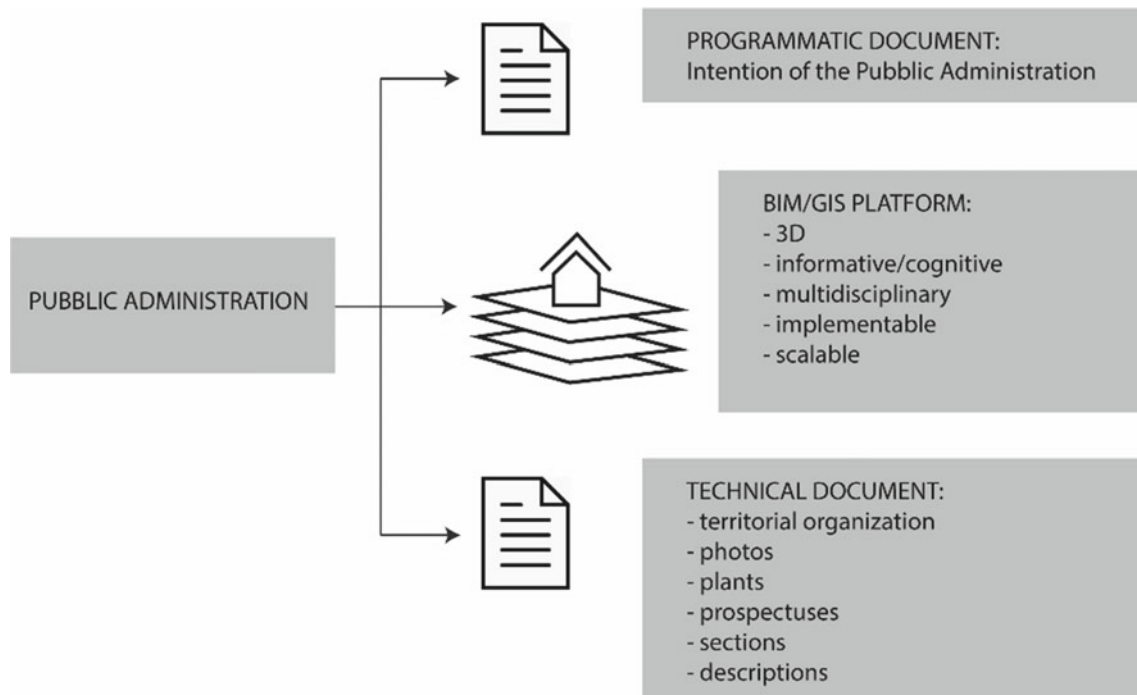 PROGRAMMATIC DOCUMENT:
Intention of the Pubblic Administration
PUBBLIC ADMINISTRATION
BIM/GIS PLATFORM:
- 3D
- informative/cognitive
- multidisciplinary
- implementable
- scalable
TECHNICAL DOCUMENT:
- territorial organization
- photos
- plants
- prospectuses
- sections
- descriptions